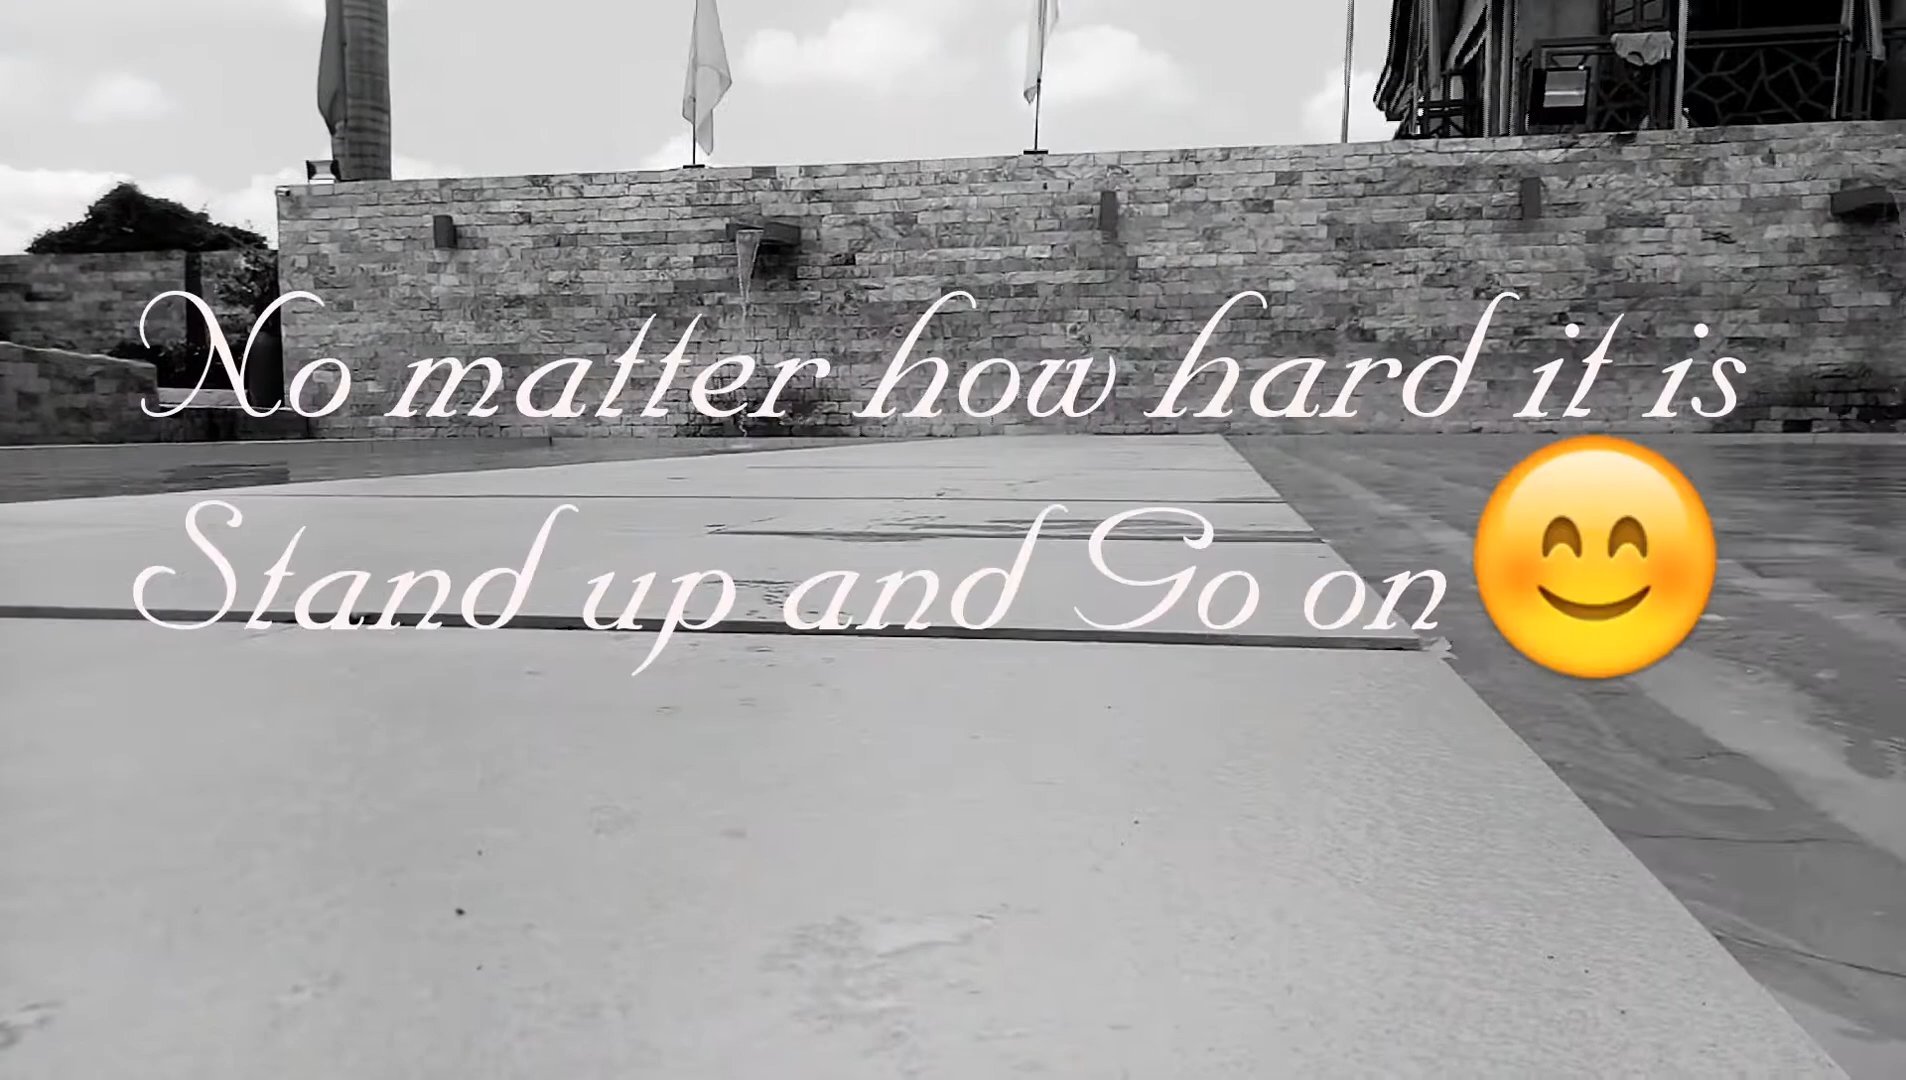 No matter how hard it is
Stand up and Go on😊